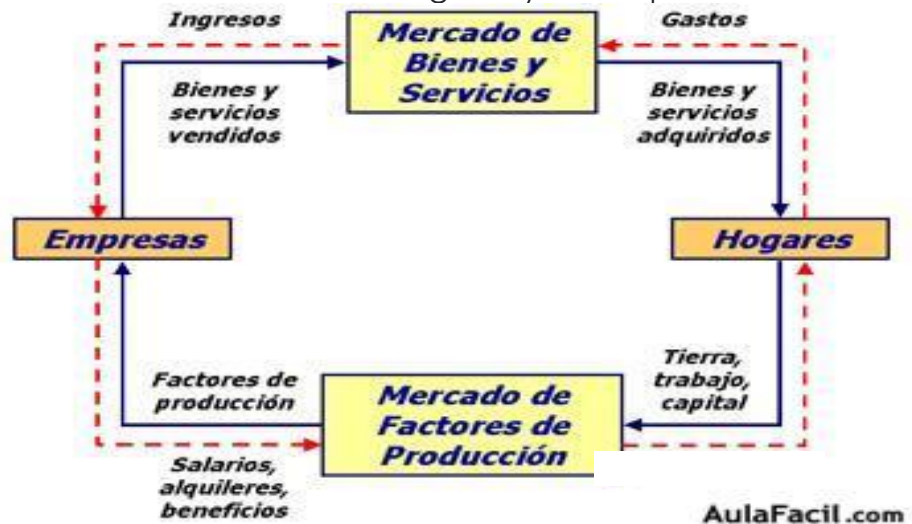 Ingresos
Mercado de
Bienes y
Servicios
Gastos
Bienes y
servicios
vendidos
Bienes y
servicios
adquiridos
Empresas
Hogares
Factores de
producción
Mercado de
Factores de
Producción
Tierra,
trabajo,
capital
Salarios,
alquileres,
beneficios
AulaFacil.com